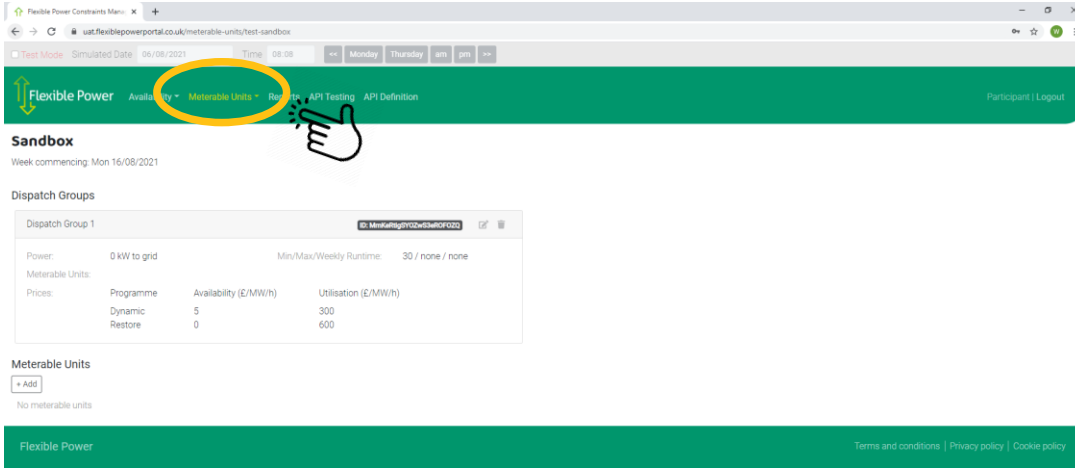 Flexible Power Constraints Mana
uat.flexiblepowerportal.co.uk/meterable-units/test-sandbox
W
Test Mode Simulated Date 06/08/2021 Time 08:08 << Monday Thursday am pm >>
Flexible Power Availability Meterable Units Reports API Testing API Definition Participant | Logout
Sandbox
Week commencing: Mon 16/08/2021
Dispatch Groups
Dispatch Group 1 ID:
Power: 0 kW to grid Min/Max/Weekly Runtime: 30 / none / none
Meterable Units:
Prices: Programme Availability (£/MW/h) Utilisation (£/MW/h)
Dynamic 5 300
Restore 0 600
Meterable Units
+ Add
No meterable units
Flexible Power Terms and conditions | Privacy policy | Cookie policy